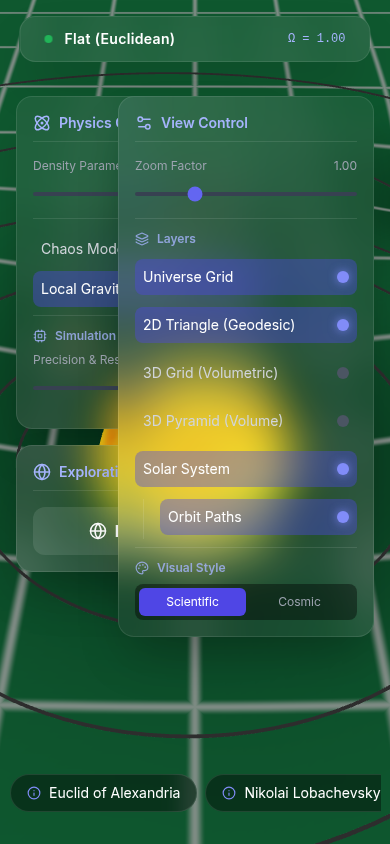 Flat (Euclidean)
Ω = 1.00
Physics
View Control
Density Parame
Zoom Factor
1.00
Layers
Chaos Mod
Universe Grid
Local Gravit
2D Triangle (Geodesic)
Simulation
Precision & Res
3D Grid (Volumetric)
3D Pyramid (Volume)
Explorati
Solar System
Orbit Paths
Visual Style
Scientific
Cosmic
Euclid of Alexandria
Nikolai Lobachevsky